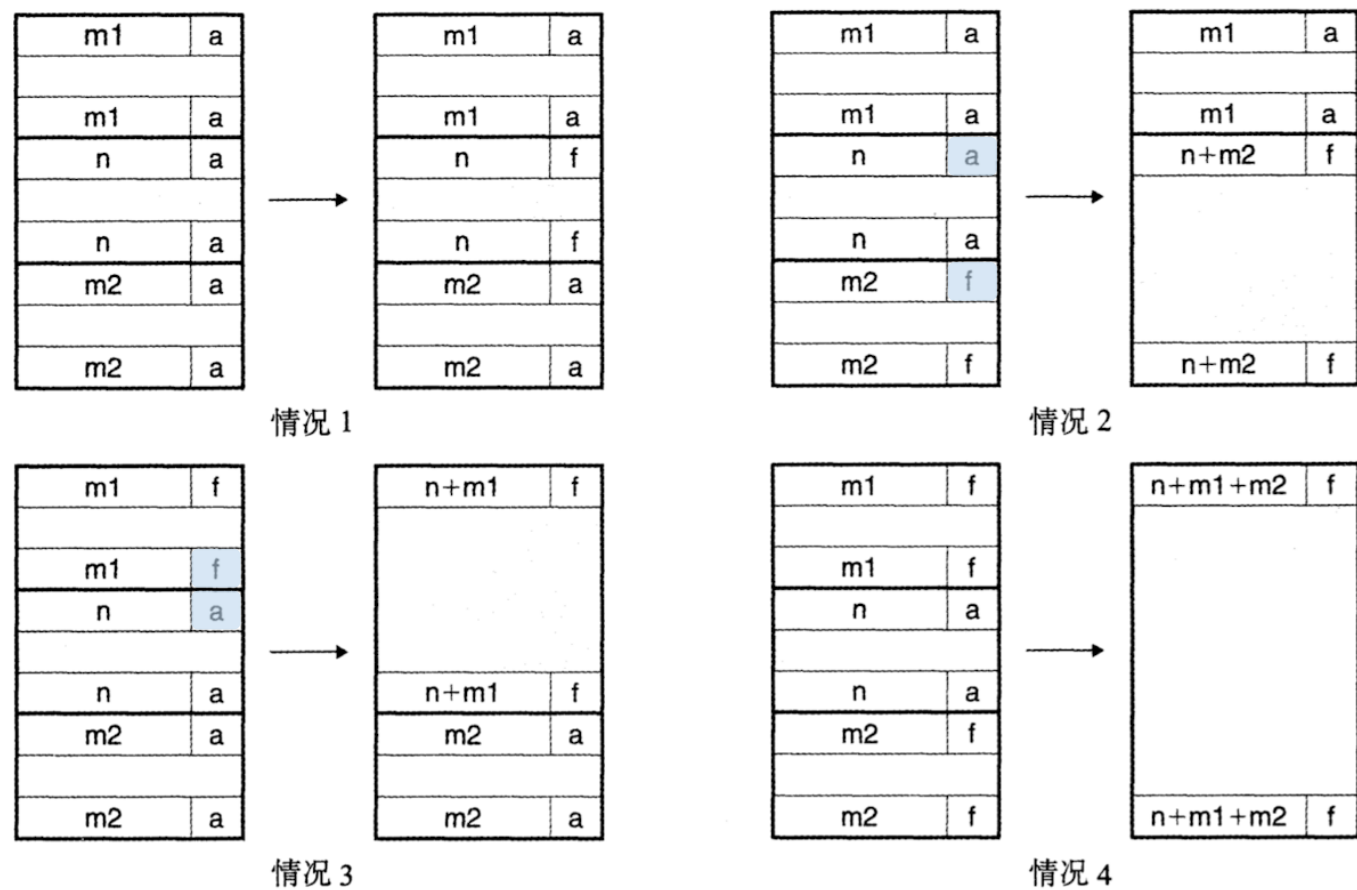 m1 a
m1 a
n a
n a
m2 a
m2 a
m1 a
m1 a
n f
n f
m2 a
m2 a
情况 1
m1 a
m1 a
n a
n a
m2 f
m2 f
m1 a
m1 a
n+m2 f
n+m2 f
情况 2
m1 f
m1 f
n a
n a
m2 a
m2 a
n+m1 f
n+m1 f
m2 a
m2 a
情况 3
m1 f
m1 f
n a
n a
m2 f
m2 f
n+m1+m2 f
n+m1+m2 f
情况 4